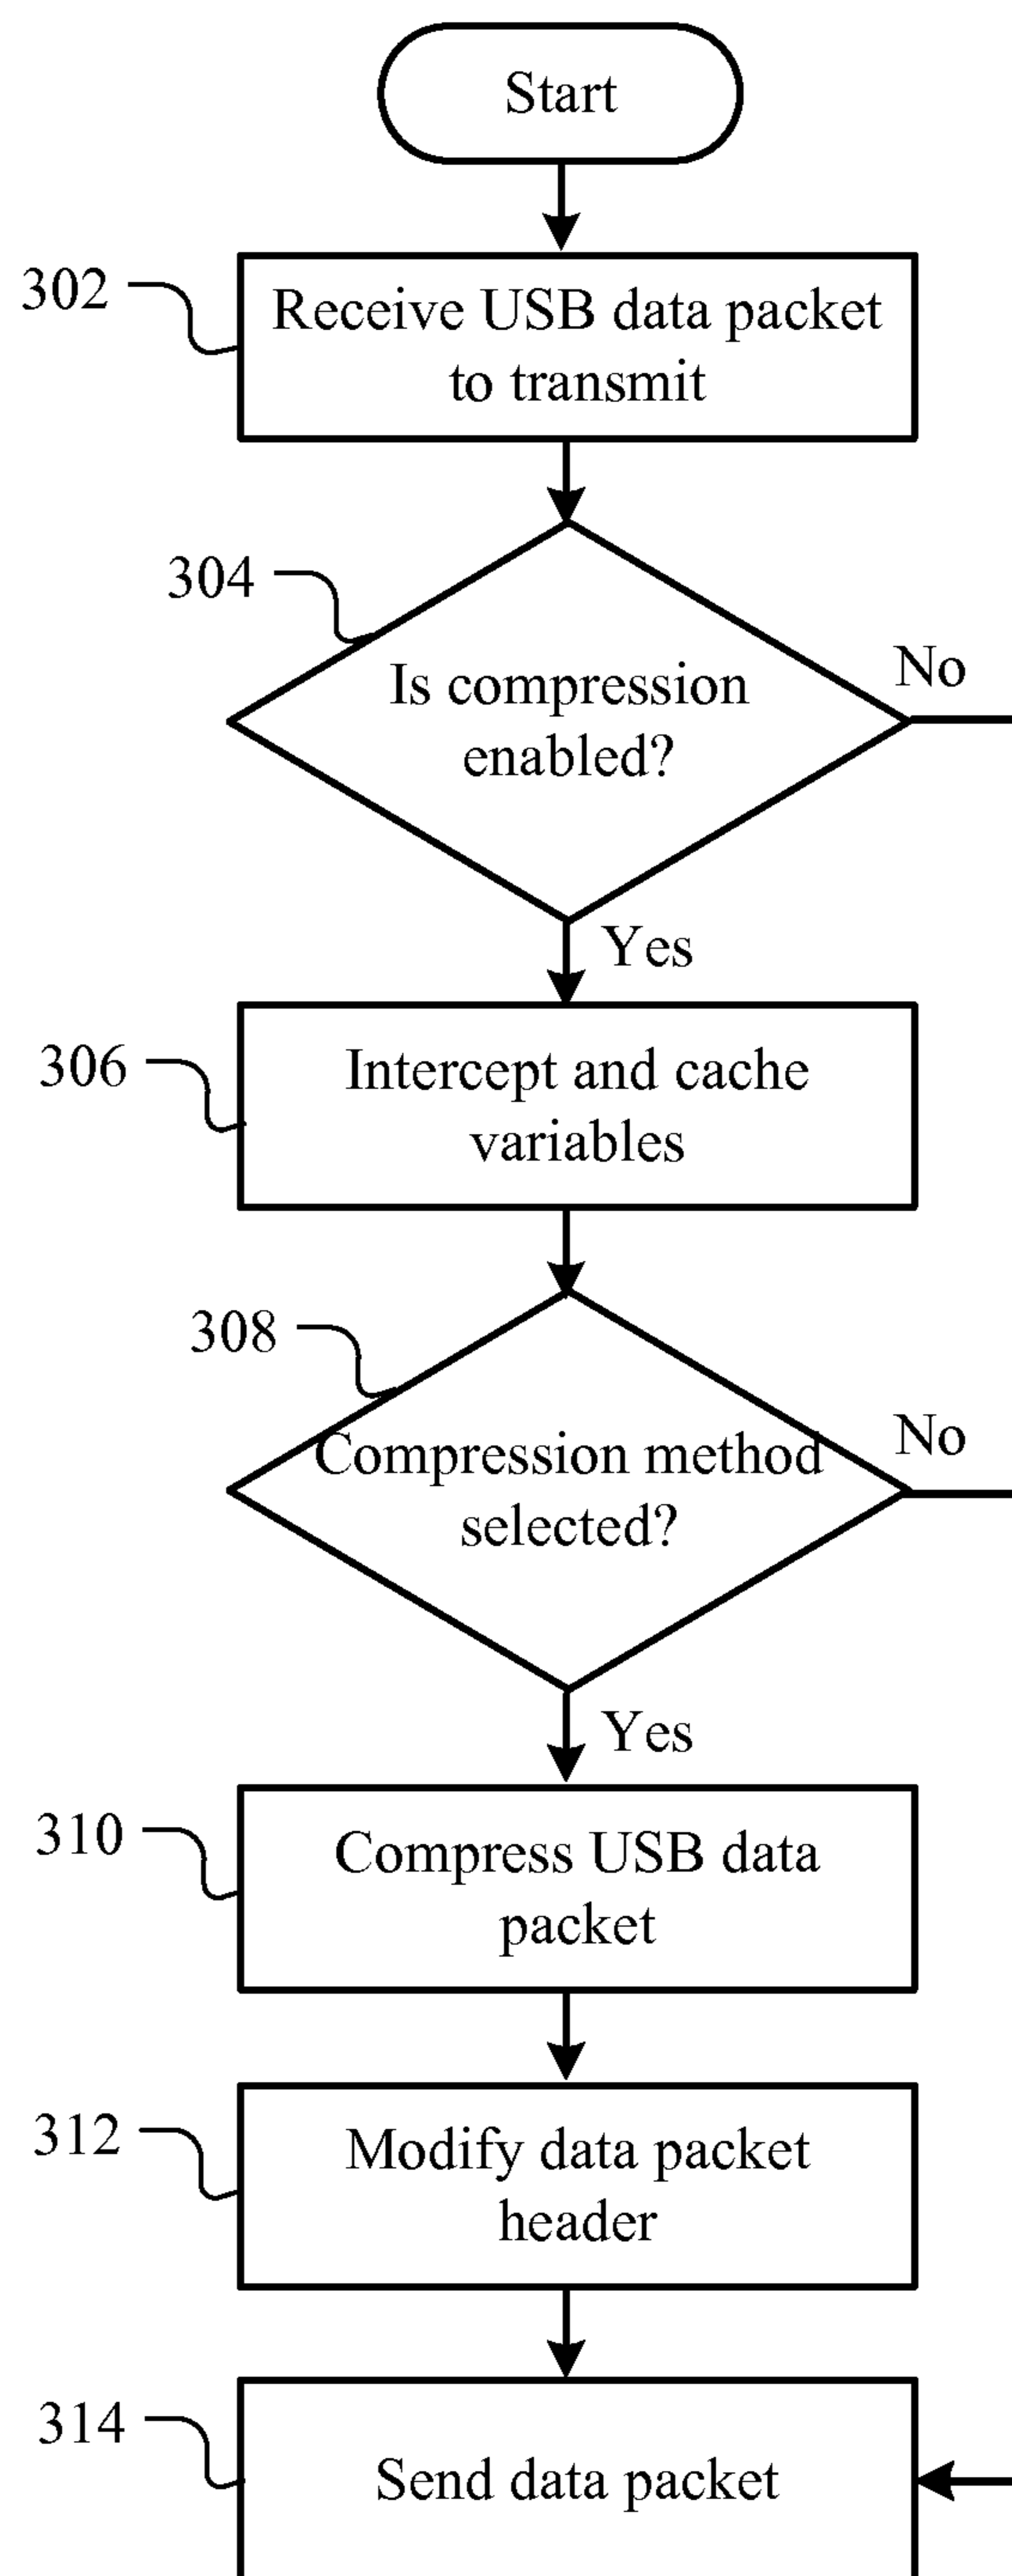 Start
302
Receive USB data packet
to transmit
304
Is compression
enabled?
No
Yes
306
Intercept and cache
variables
308
Compression method
selected?
No
Yes
310
Compress USB data
packet
312
Modify data packet
header
314
Send data packet